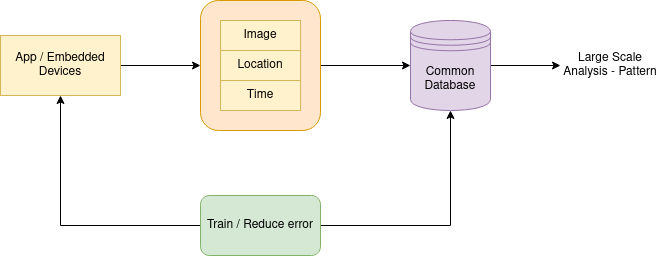 App / Embedded
Devices
Image
Location
Time
Common
Database
Large Scale
Analysis - Pattern
Train / Reduce error